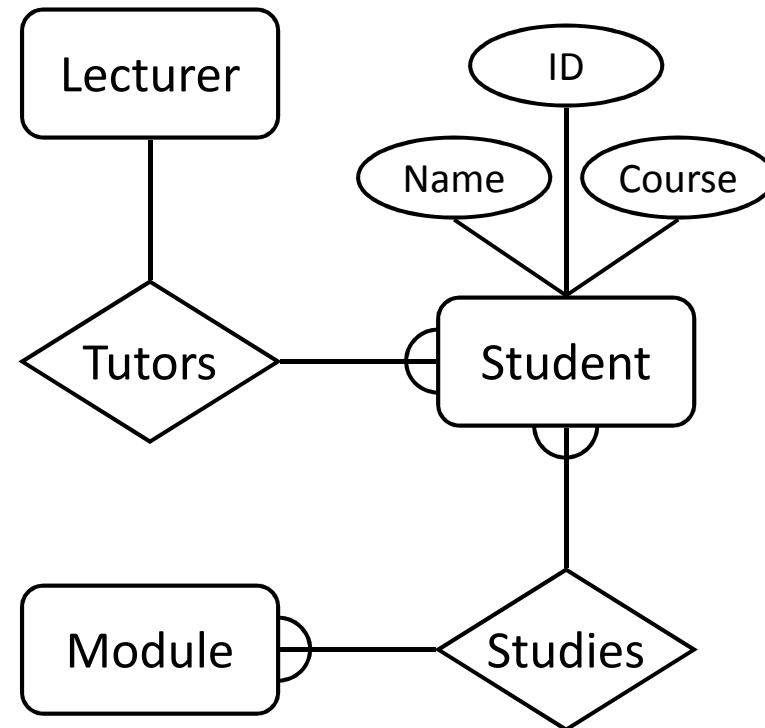 Lecturer
ID
Name
Course
Tutors
Student
Module
Studies